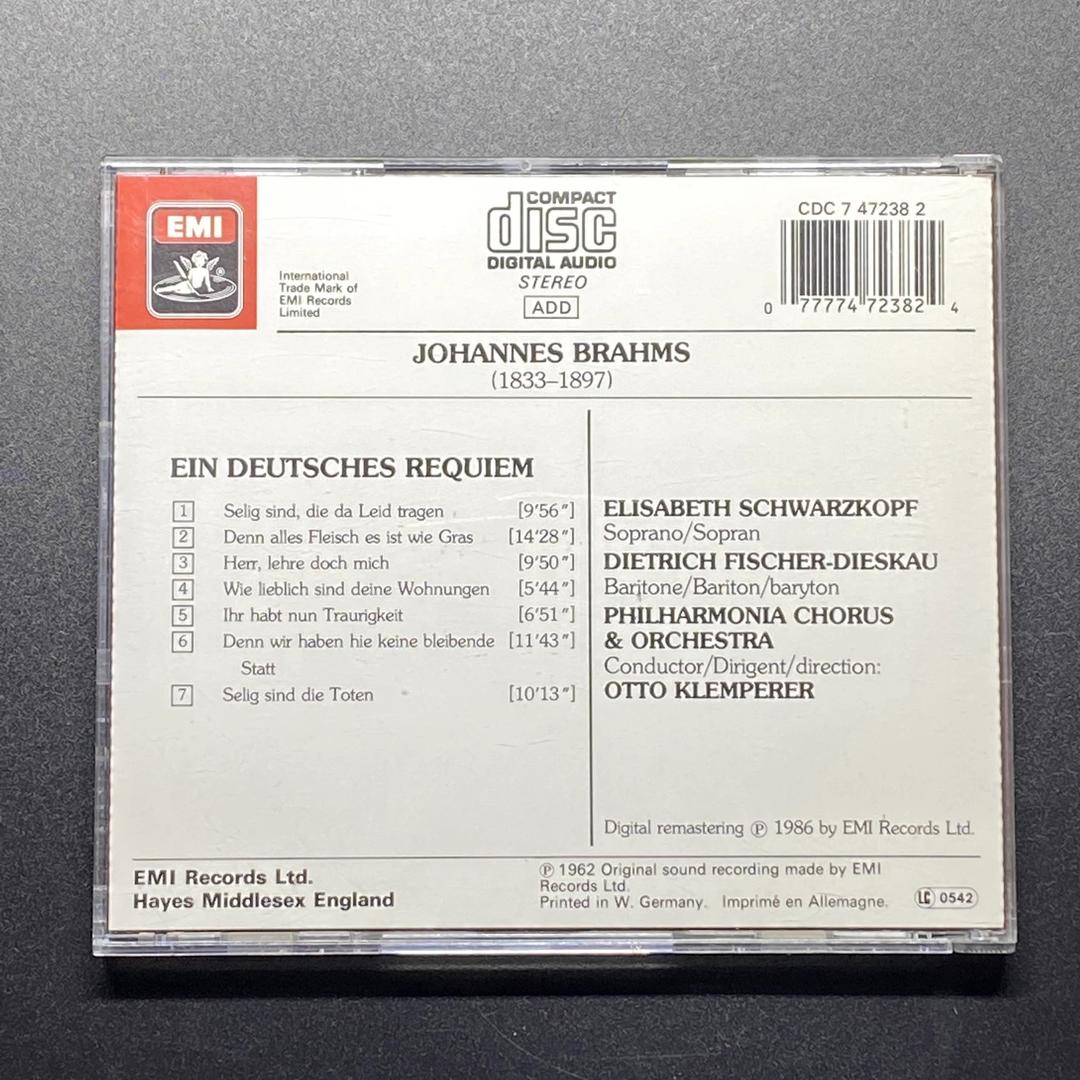 EMI
®
International
Trade Mark of
EMI Records
Limited
COMPACT
disc
DIGITAL AUDIO
STEREO
ADD
CDC 7 47238 2
0 77774 72382 4
JOHANNES BRAHMS
(1833–1897)
EIN DEUTSCHES REQUIEM
1 Selig sind, die da Leid tragen [9'56"]
2 Denn alles Fleisch es ist wie Gras [14'28"]
3 Herr, lehre doch mich [9'50"]
4 Wie lieblich sind deine Wohnungen [5'44"]
5 Ihr habt nun Traurigkeit [6'51"]
6 Denn wir haben hie keine bleibende [11'43"]
Statt
7 Selig sind die Toten [10'13"]
ELISABETH SCHWARZKOPF
Soprano/Sopran
DIETRICH FISCHER-DIESKAU
Baritone/Bariton/baryton
PHILHARMONIA CHORUS
& ORCHESTRA
Conductor/Dirigent/direction:
OTTO KLEMPERER
Digital remastering ℗ 1986 by EMI Records Ltd.
EMI Records Ltd.
Hayes Middlesex England
℗ 1962 Original sound recording made by EMI
Records Ltd.
Printed in W. Germany. Imprimé en Allemagne.
LC 0542